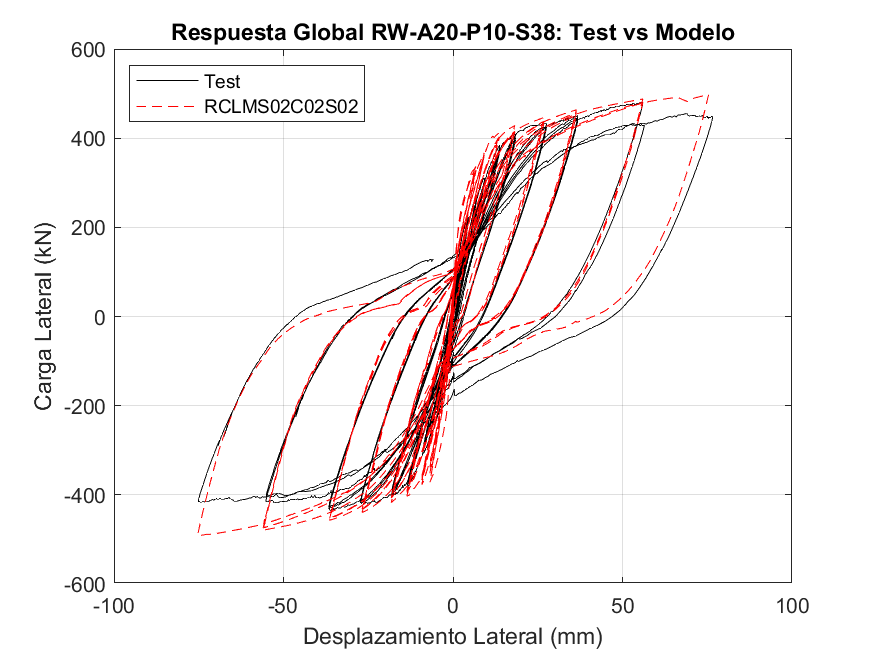 Respuesta Global RW-A20-P10-S38: Test vs Modelo
600
Test
RCLMS02C02S02
400
200
0
-200
-400
-600
Carga Lateral (kN)
-100
-50
0
50
100
Desplazamiento Lateral (mm)